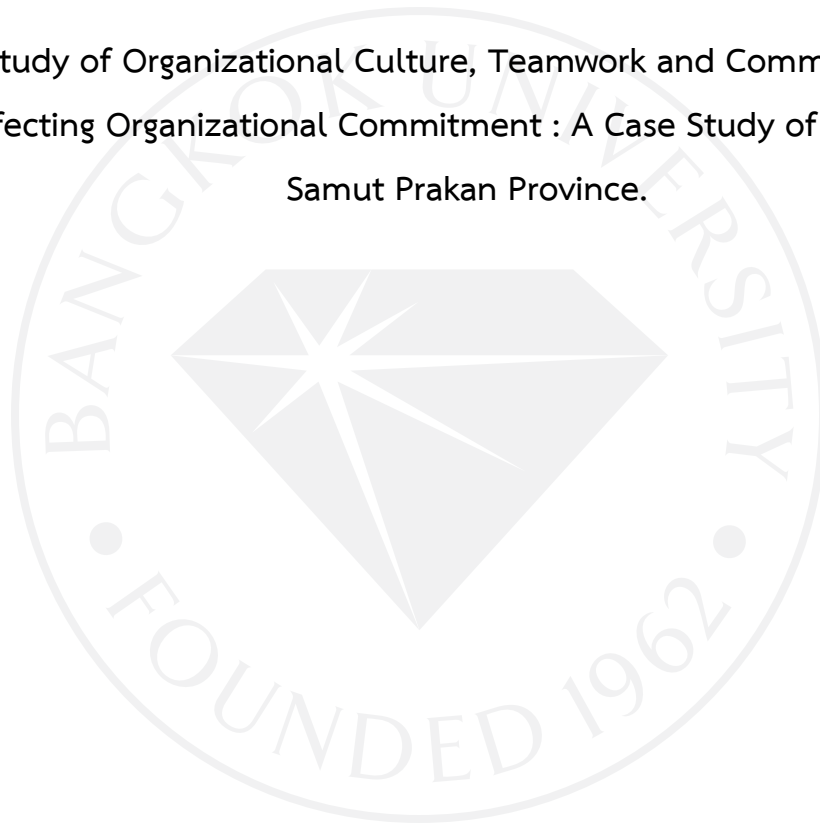 tudy of Organizational Culture, Teamwork and Comm
fecting Organizational Commitment : A Case Study of
Samut Prakan Province.
BANGKOK UNIVERSITY
• FOUNDED 1962 •